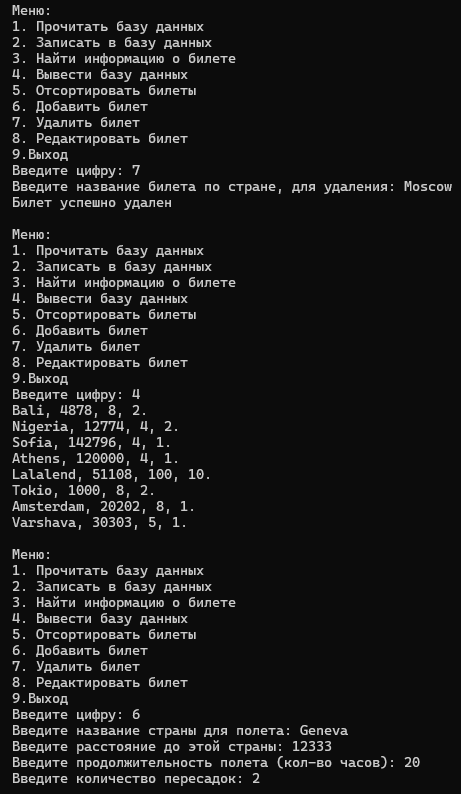 Меню:
1. Прочитать базу данных
2. Записать в базу данных
3. Найти информацию о билете
4. Вывести базу данных
5. Отсортировать билеты
6. Добавить билет
7. Удалить билет
8. Редактировать билет
9.Выход
Введите цифру: 7
Введите название билета по стране, для удаления: Moscow
Билет успешно удален
Меню:
1. Прочитать базу данных
2. Записать в базу данных
3. Найти информацию о билете
4. Вывести базу данных
5. Отсортировать билеты
6. Добавить билет
7. Удалить билет
8. Редактировать билет
9.Выход
Введите цифру: 4
Bali, 4878, 8, 2.
Nigeria, 12774, 4, 2.
Sofia, 142796, 4, 1.
Athens, 120000, 4, 1.
Lalalend, 51108, 100, 10.
Tokio, 1000, 8, 2.
Amsterdam, 20202, 8, 1.
Varshava, 30303, 5, 1.
Меню:
1. Прочитать базу данных
2. Записать в базу данных
3. Найти информацию о билете
4. Вывести базу данных
5. Отсортировать билеты
6. Добавить билет
7. Удалить билет
8. Редактировать билет
9.Выход
Введите цифру: 6
Введите название страны для полета: Geneva
Введите расстояние до этой страны: 12333
Введите продолжительность полета (кол-во часов): 20
Введите количество пересадок: 2